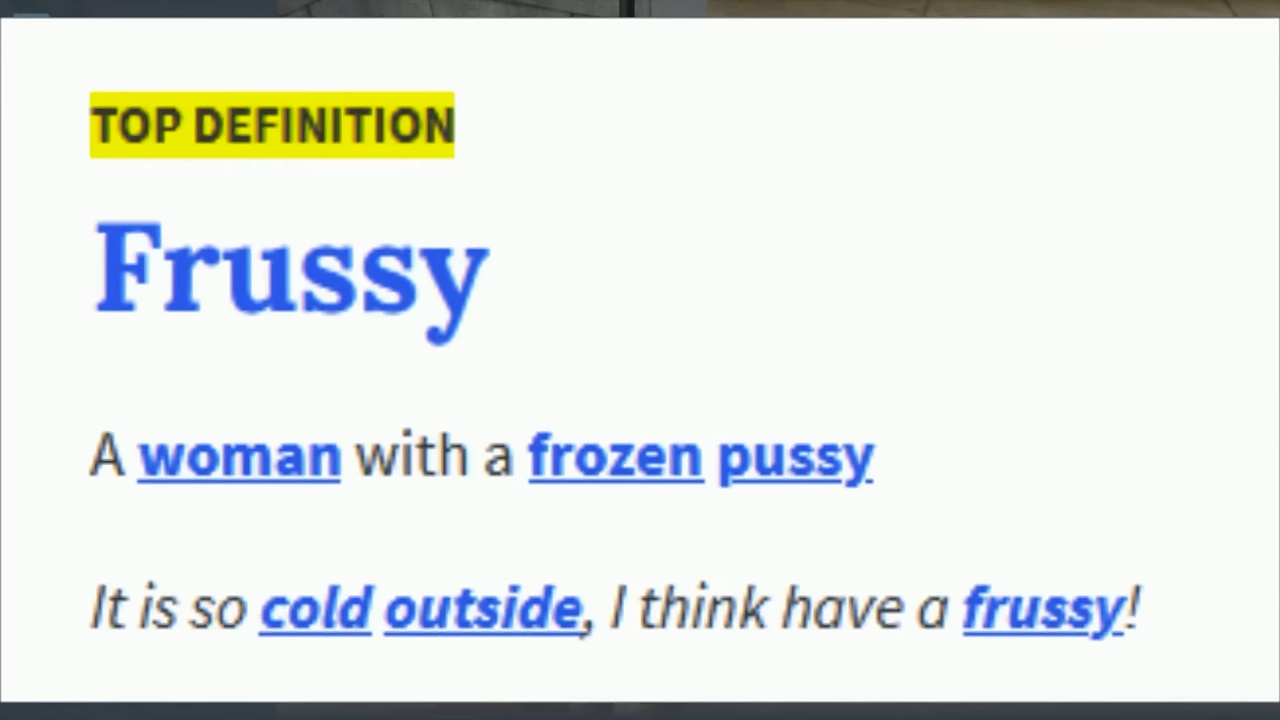 TOP DEFINITION
Frussy
A woman with a frozen pussy
It is so cold outside, I think have a frussy!